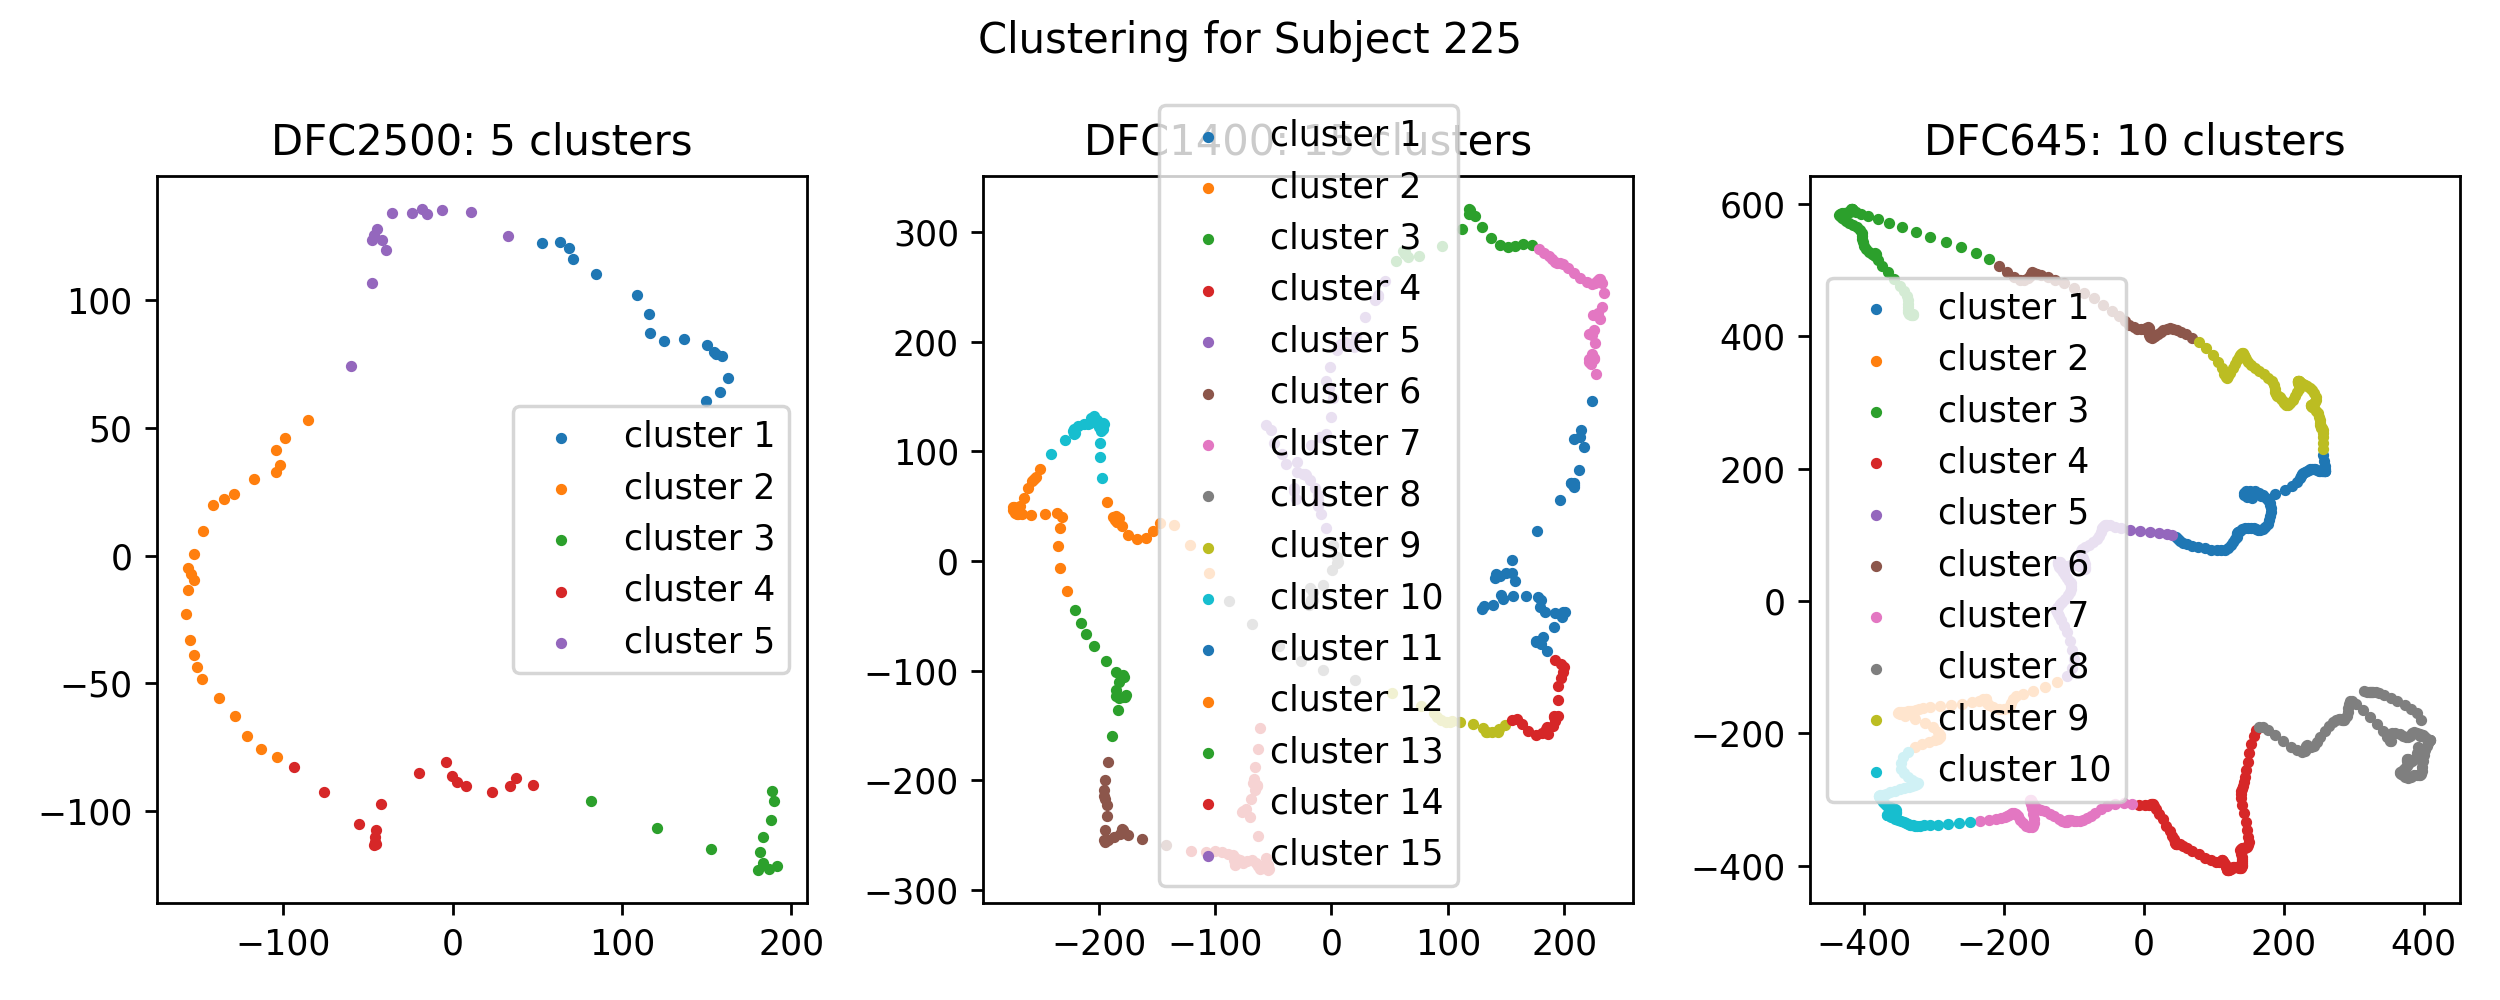 Clustering for Subject 225
DFC2500: 5 clusters
100
50
0
−50
−100
−100 0 100 200
cluster 1
cluster 2
cluster 3
cluster 4
cluster 5
DFC1400: 15 clusters
300
200
100
0
−100
−200
−300
−200 −100 0 100 200
cluster 1
cluster 2
cluster 3
cluster 4
cluster 5
cluster 6
cluster 7
cluster 8
cluster 9
cluster 10
cluster 11
cluster 12
cluster 13
cluster 14
cluster 15
DFC645: 10 clusters
600
400
200
0
−200
−400
−400 −200 0 200 400
cluster 1
cluster 2
cluster 3
cluster 4
cluster 5
cluster 6
cluster 7
cluster 8
cluster 9
cluster 10